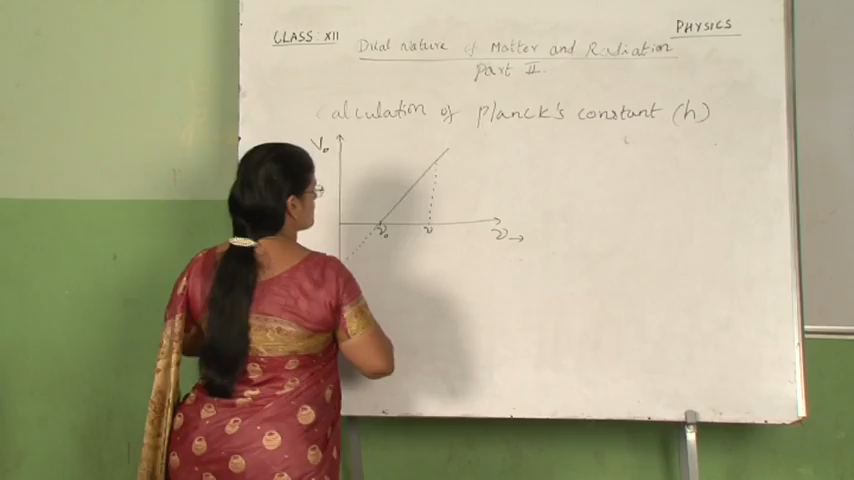 CLASS: XII
PHYSICS
Dual Nature of Matter and Radiation
Part II.
Calculation of Planck's constant (h)
V₀
ν₀ ν
ν→